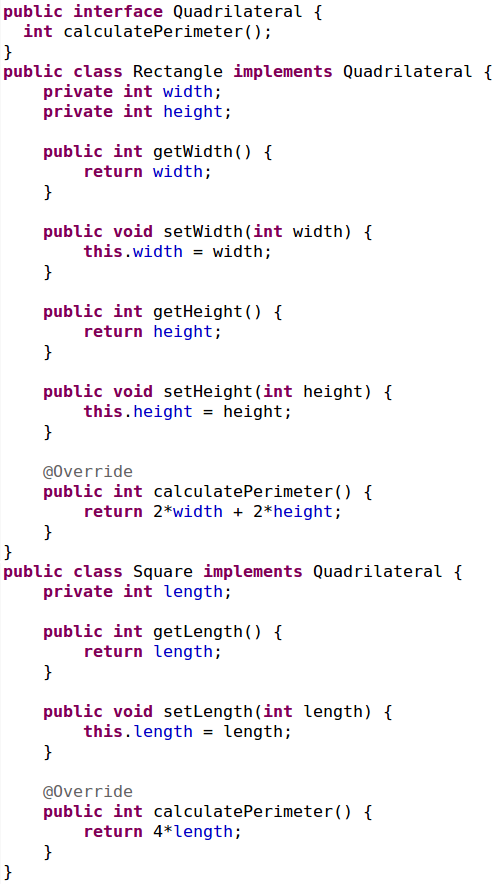 public interface Quadrilateral {
  int calculatePerimeter();
}
public class Rectangle implements Quadrilateral {
    private int width;
    private int height;

    public int getWidth() {
        return width;
    }

    public void setWidth(int width) {
        this.width = width;
    }

    public int getHeight() {
        return height;
    }

    public void setHeight(int height) {
        this.height = height;
    }

    @Override
    public int calculatePerimeter() {
        return 2*width + 2*height;
    }
}
public class Square implements Quadrilateral {
    private int length;

    public int getLength() {
        return length;
    }

    public void setLength(int length) {
        this.length = length;
    }

    @Override
    public int calculatePerimeter() {
        return 4*length;
    }
}